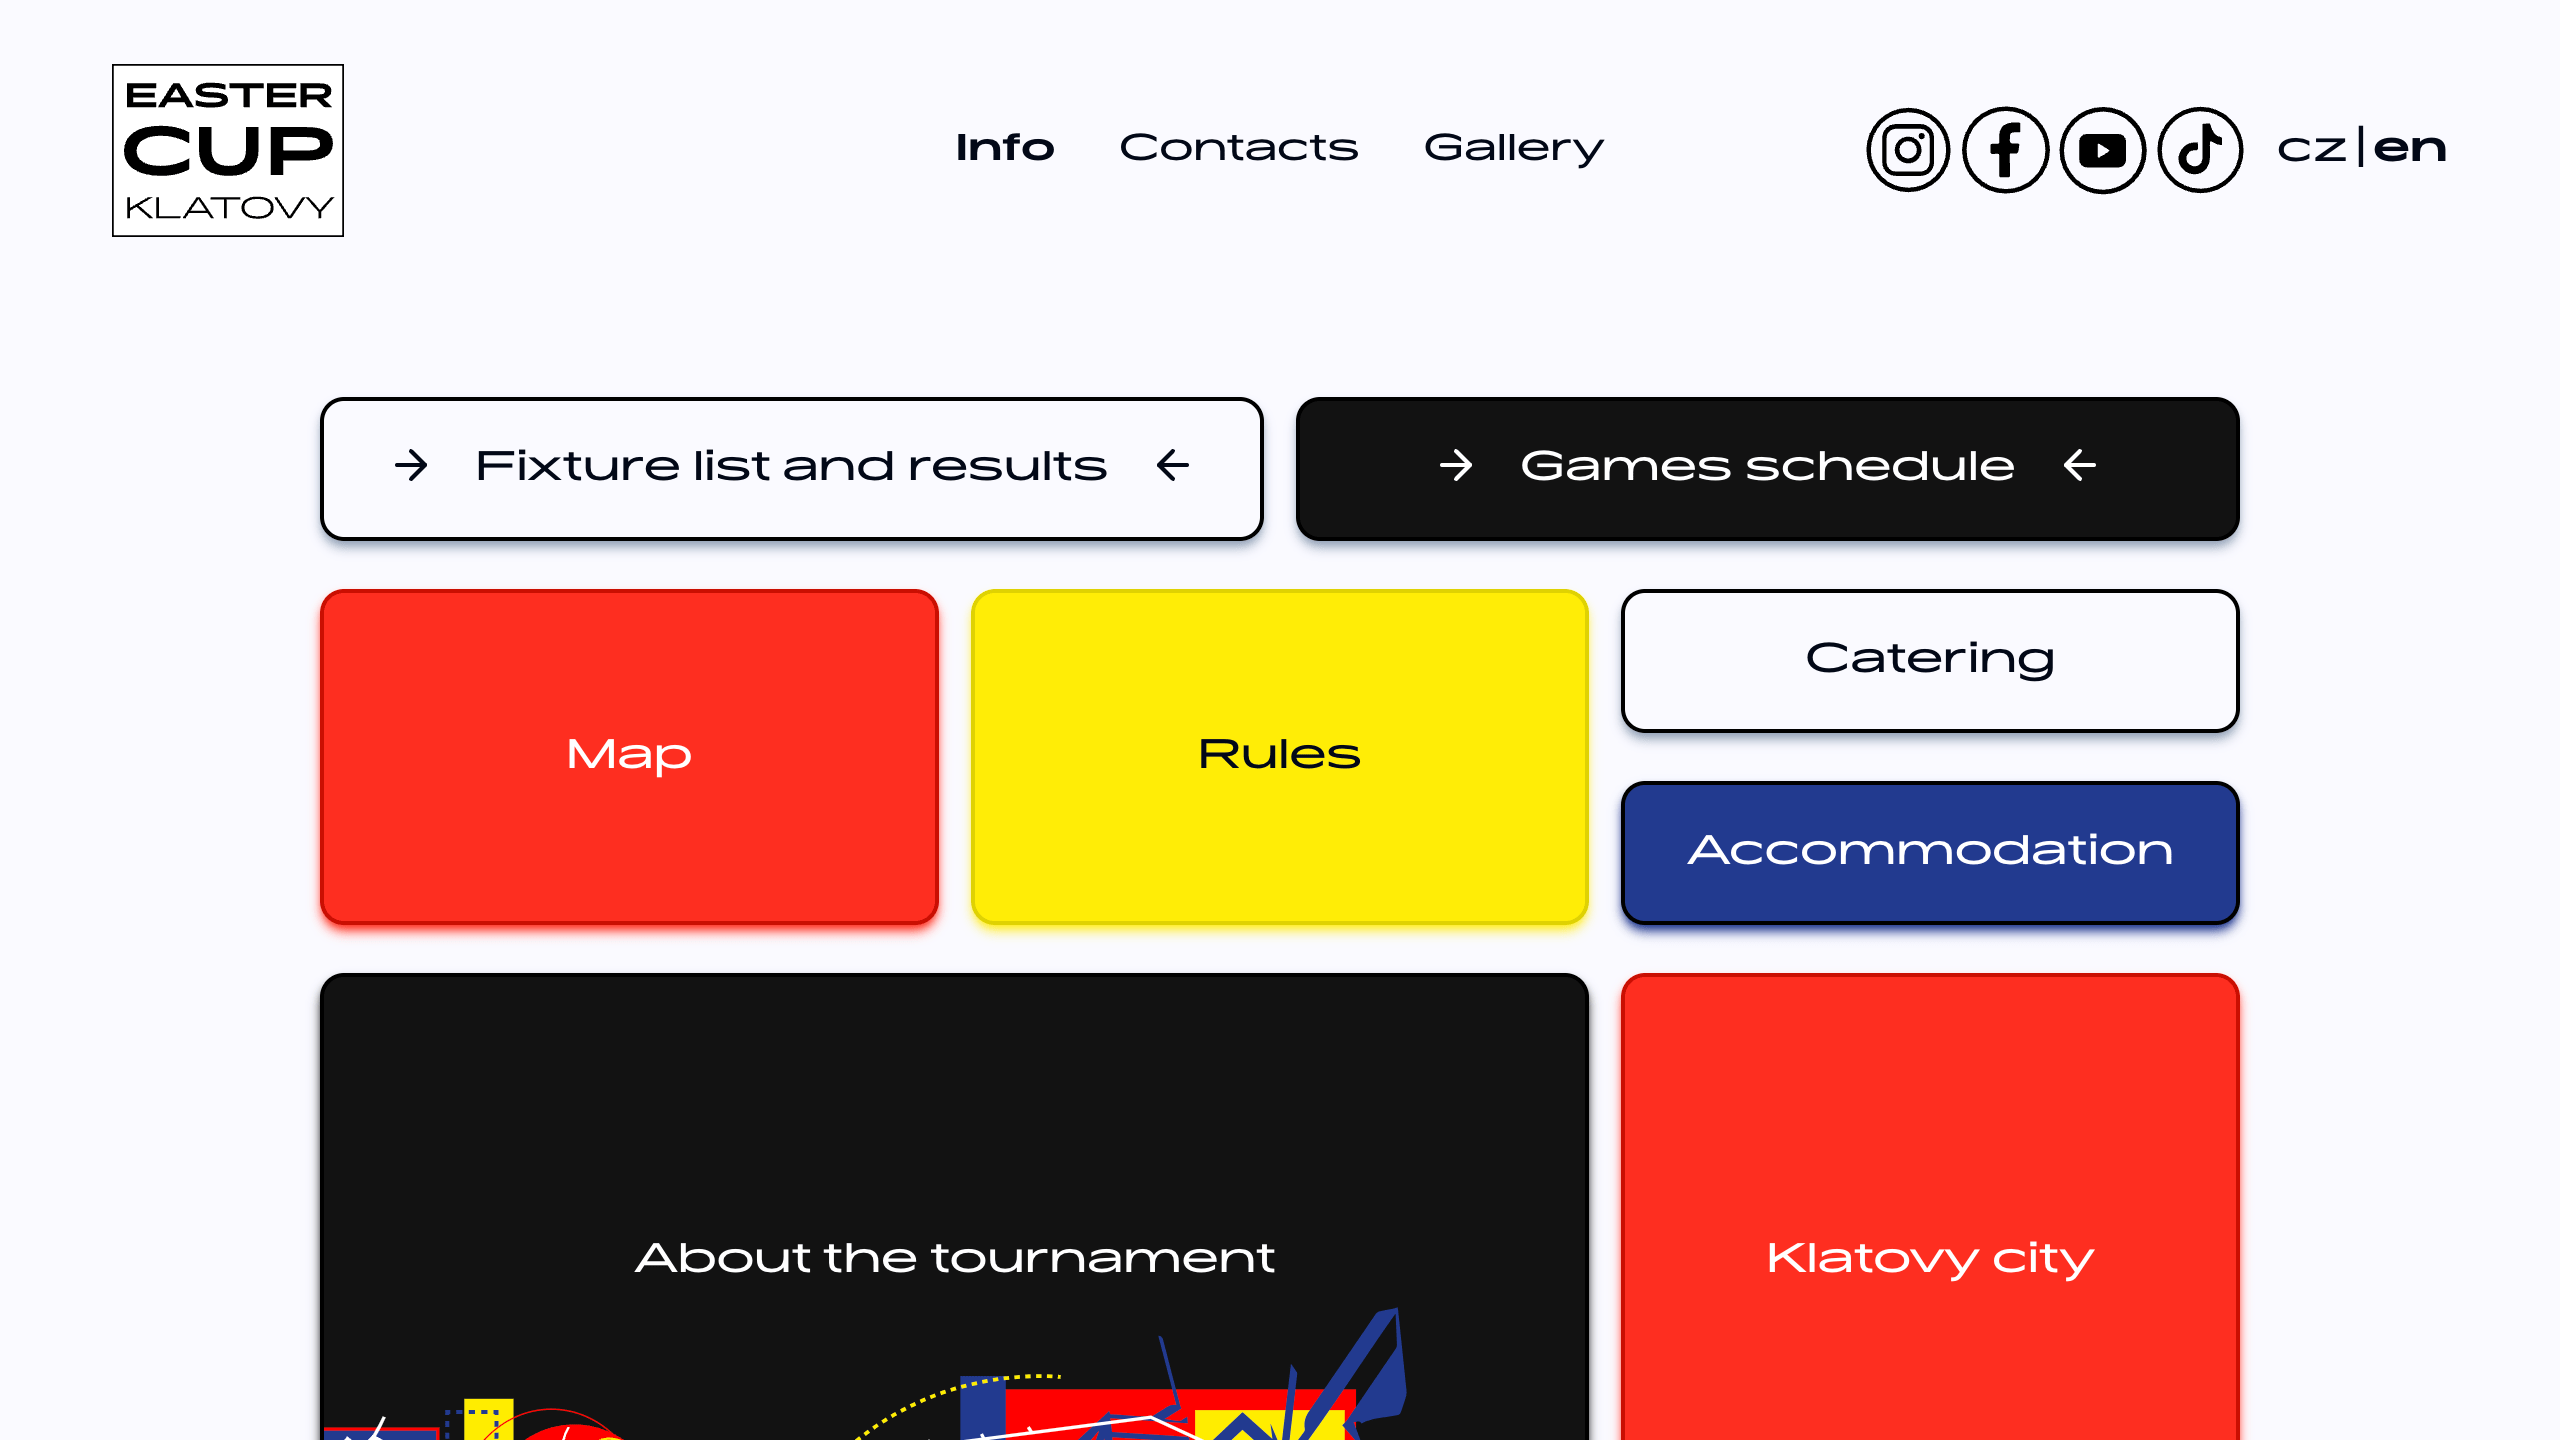 EASTER
CUP
KLATOVY
Info
Contacts
Gallery
cz|en
Fixture list and results
Games schedule
Map
Rules
Catering
Accommodation
About the tournament
Klatovy city